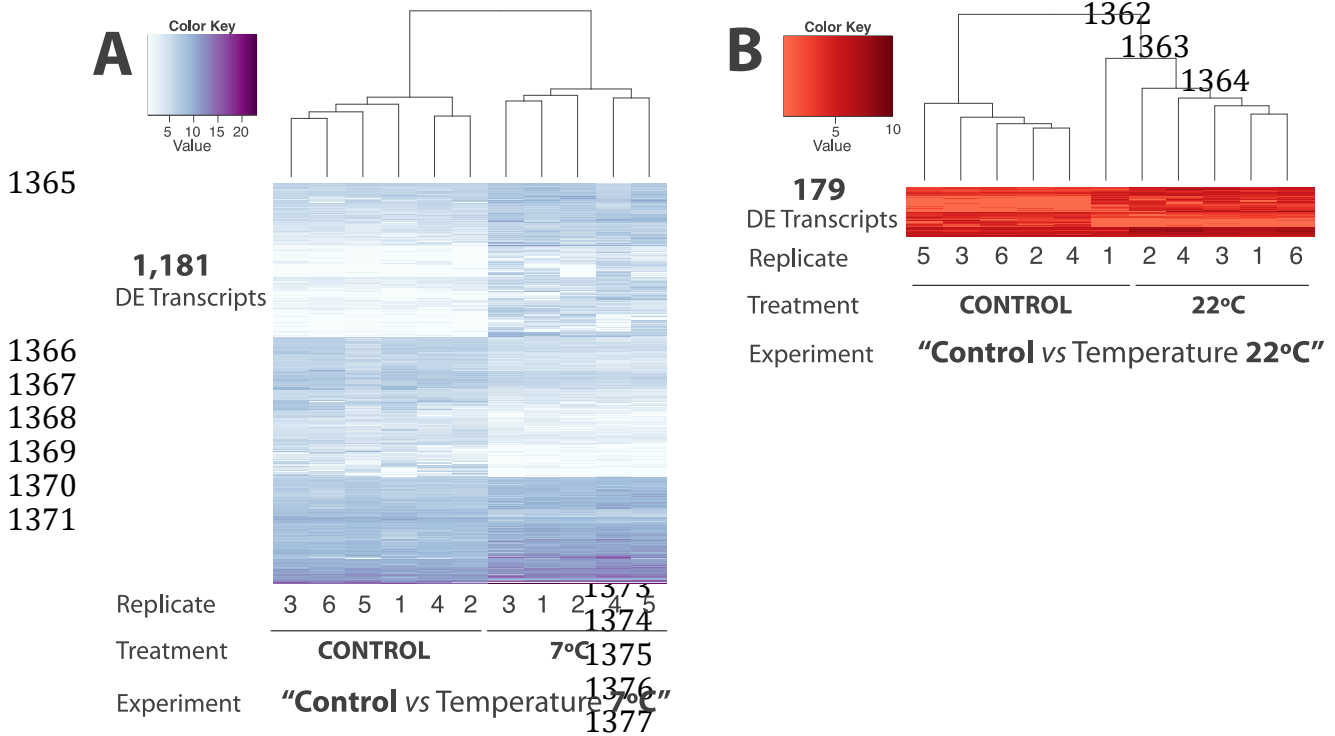 A
Color Key
5 10 15 20
Value
1365
1,181
DE Transcripts
1366
1367
1368
1369
1370
1371
1373
Replicate 3 6 5 1 4 2 3 1 2 4 5
1374
Treatment CONTROL 7ºC
1375
1376
Experiment “Control vs Temperature 7ºC”
1377
B
Color Key
5 10
Value
1362
1363
1364
179
DE Transcripts
Replicate 5 3 6 2 4 1 2 4 3 1 6
Treatment CONTROL 22ºC
Experiment “Control vs Temperature 22ºC”